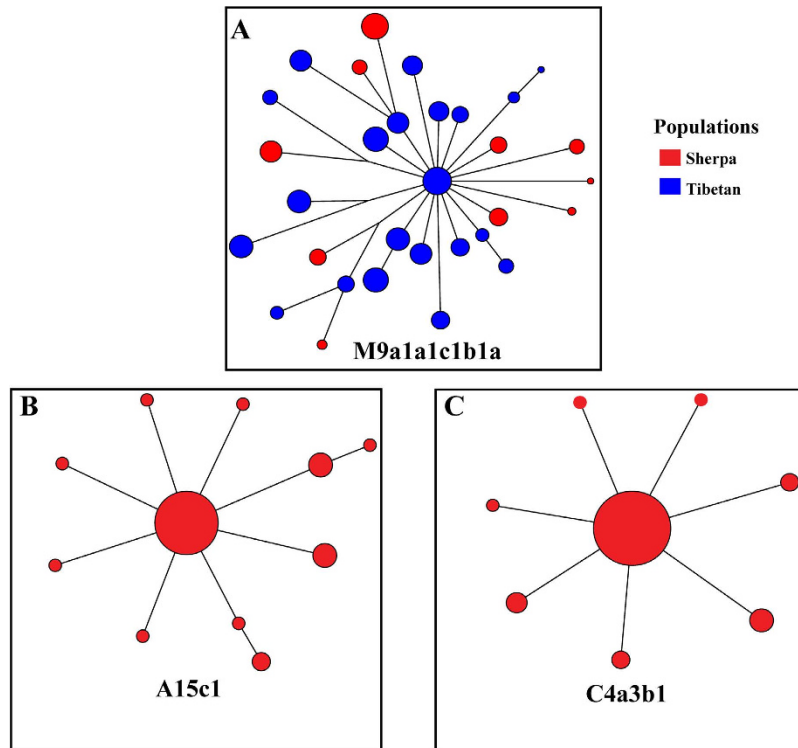 A
Populations
Sherpa
Tibetan
M9a1a1c1b1a
B
A15c1
C
C4a3b1